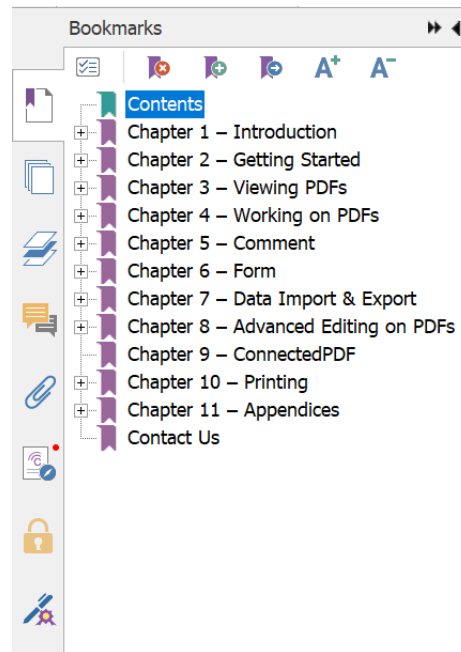 Bookmarks
A+ A-
Contents
Chapter 1 – Introduction
Chapter 2 – Getting Started
Chapter 3 – Viewing PDFs
Chapter 4 – Working on PDFs
Chapter 5 – Comment
Chapter 6 – Form
Chapter 7 – Data Import & Export
Chapter 8 – Advanced Editing on PDFs
Chapter 9 – ConnectedPDF
Chapter 10 – Printing
Chapter 11 – Appendices
Contact Us